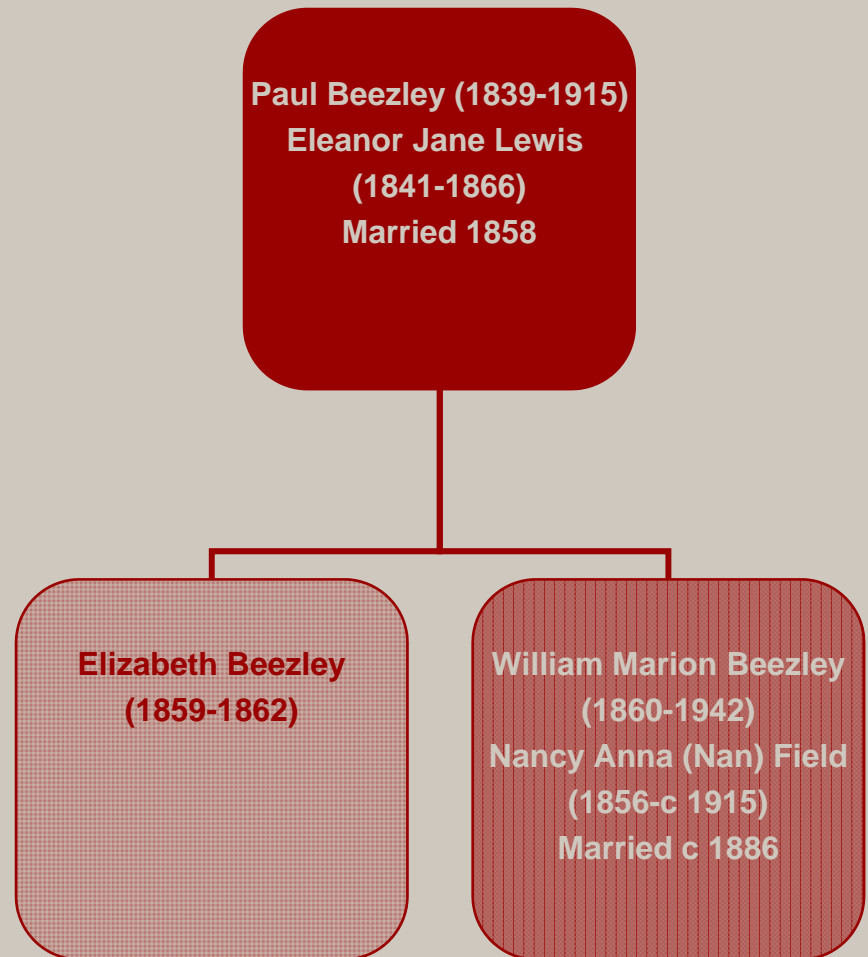 Paul Beezley (1839-1915)
Eleanor Jane Lewis
(1841-1866)
Married 1858
Elizabeth Beezley
(1859-1862)
William Marion Beezley
(1860-1942)
Nancy Anna (Nan) Field
(1856-c 1915)
Married c 1886